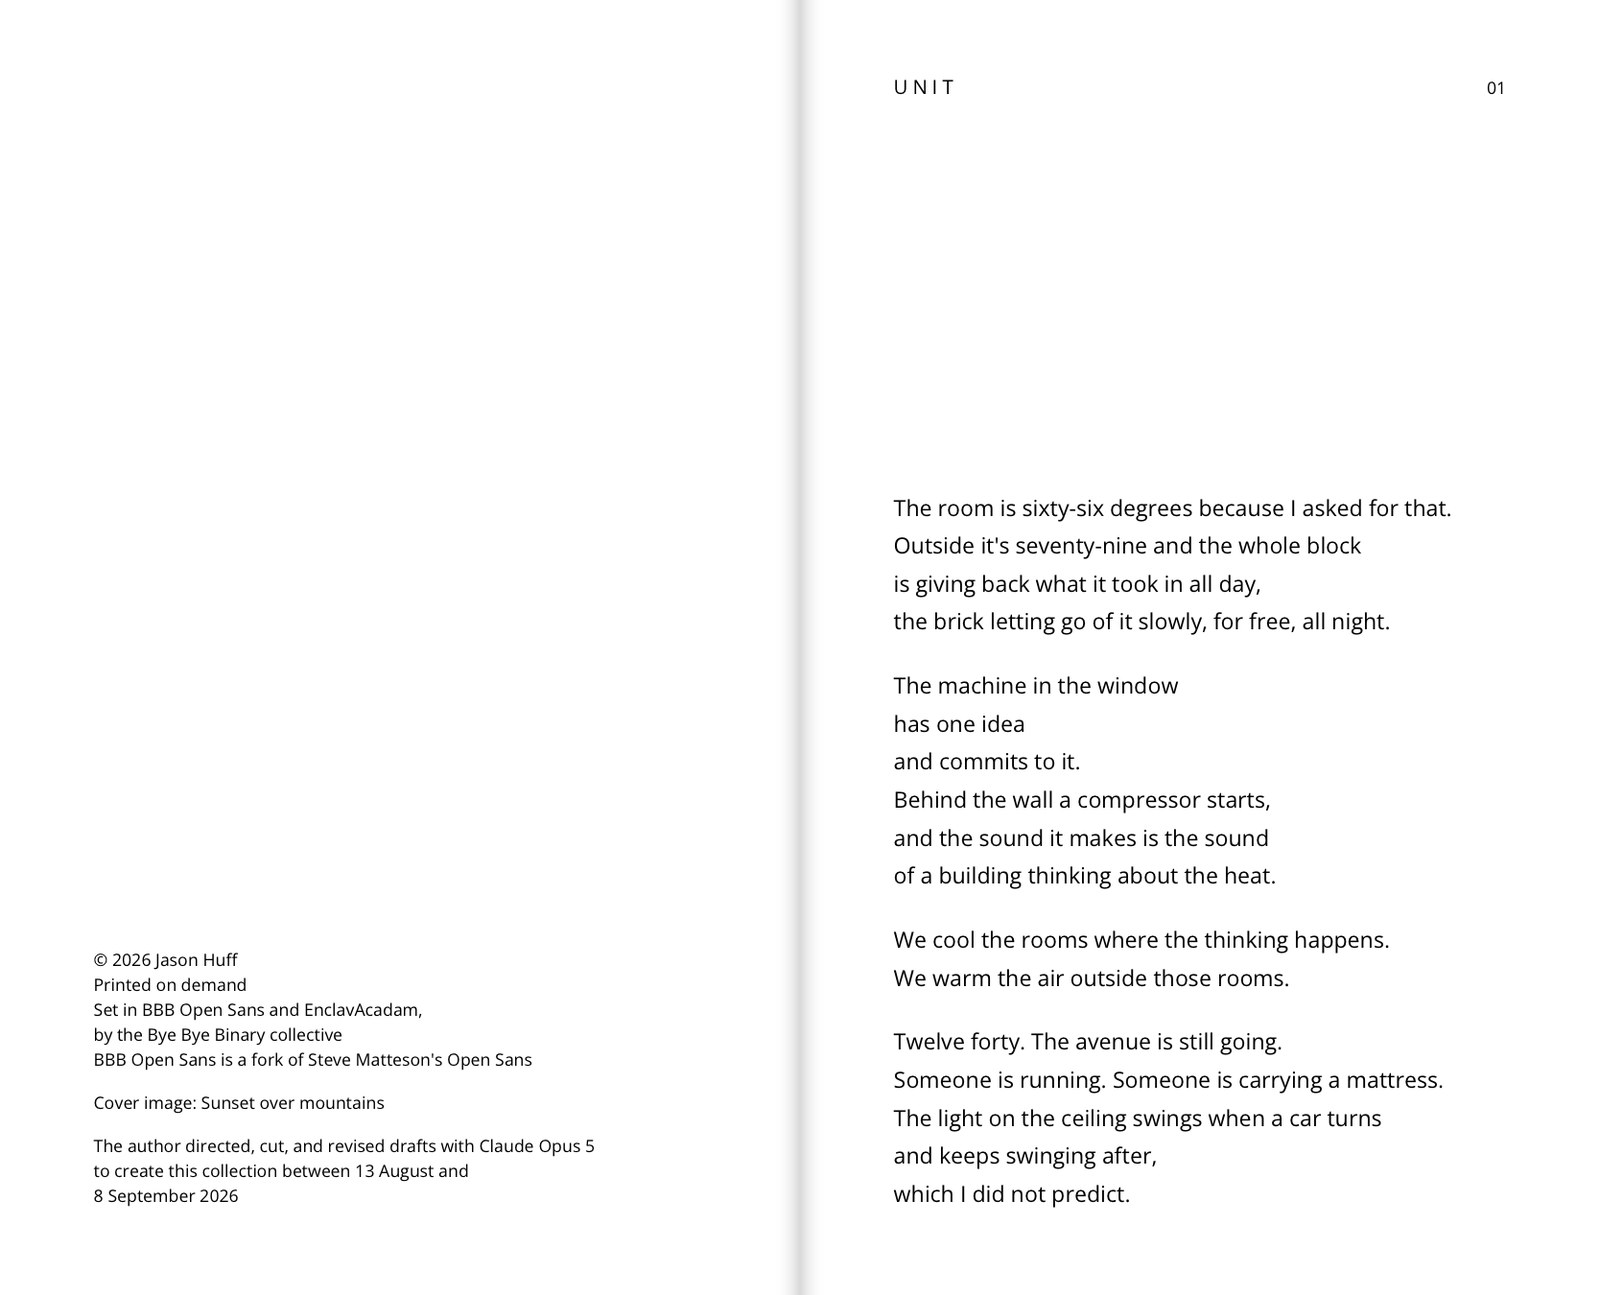 © 2026 Jason Huff
Printed on demand
Set in BBB Open Sans and EnclavAcadam,
by the Bye Bye Binary collective
BBB Open Sans is a fork of Steve Matteson's Open Sans
Cover image: Sunset over mountains
The author directed, cut, and revised drafts with Claude Opus 5
to create this collection between 13 August and
8 September 2026
UNIT
01
The room is sixty-six degrees because I asked for that.
Outside it's seventy-nine and the whole block
is giving back what it took in all day,
the brick letting go of it slowly, for free, all night.
The machine in the window
has one idea
and commits to it.
Behind the wall a compressor starts,
and the sound it makes is the sound
of a building thinking about the heat.
We cool the rooms where the thinking happens.
We warm the air outside those rooms.
Twelve forty. The avenue is still going.
Someone is running. Someone is carrying a mattress.
The light on the ceiling swings when a car turns
and keeps swinging after,
which I did not predict.